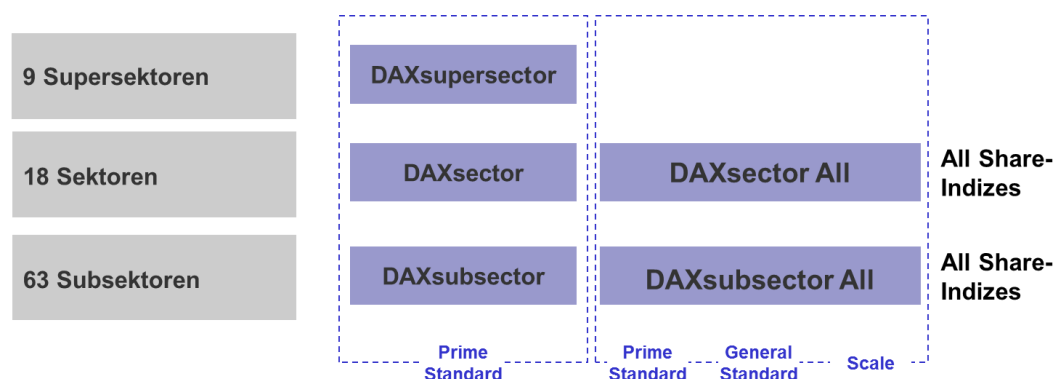 9 Supersektoren
DAXsupersector
18 Sektoren
DAXsector
DAXsector All
All Share-
Indizes
63 Subsektoren
DAXsubsector
DAXsubsector All
All Share-
Indizes
Prime
Standard
Prime
Standard
General
Standard
Scale